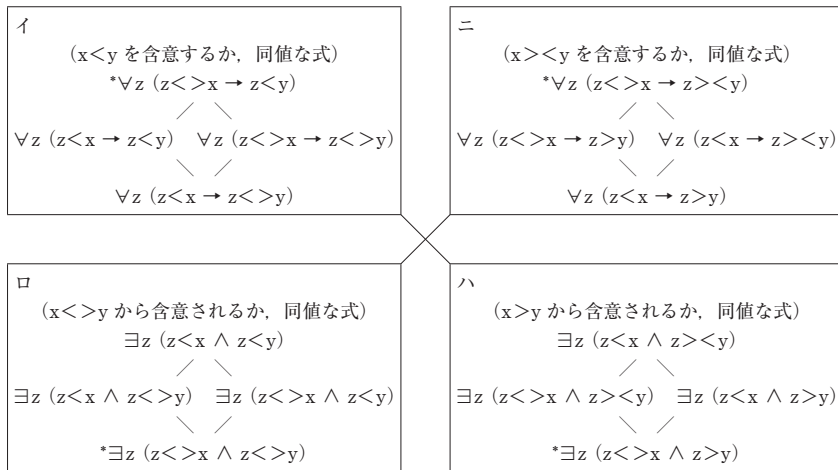 イ
(x<y を含意するか，同値な式)
*∀z (z<>x → z<y)
∀z (z<x → z<y) ∀z (z<>x → z<>y)
∀z (z<x → z<>y)
ニ
(x><y を含意するか，同値な式)
*∀z (z<>x → z><y)
∀z (z<>x → z>y) ∀z (z<x → z><y)
∀z (z<x → z>y)
ロ
(x<>y から含意されるか，同値な式)
∃z (z<x ∧ z<y)
∃z (z<x ∧ z<>y) ∃z (z<>x ∧ z<y)
*∃z (z<>x ∧ z<>y)
ハ
(x>y から含意されるか，同値な式)
∃z (z<x ∧ z><y)
∃z (z<>x ∧ z><y) ∃z (z<x ∧ z>y)
*∃z (z<>x ∧ z>y)